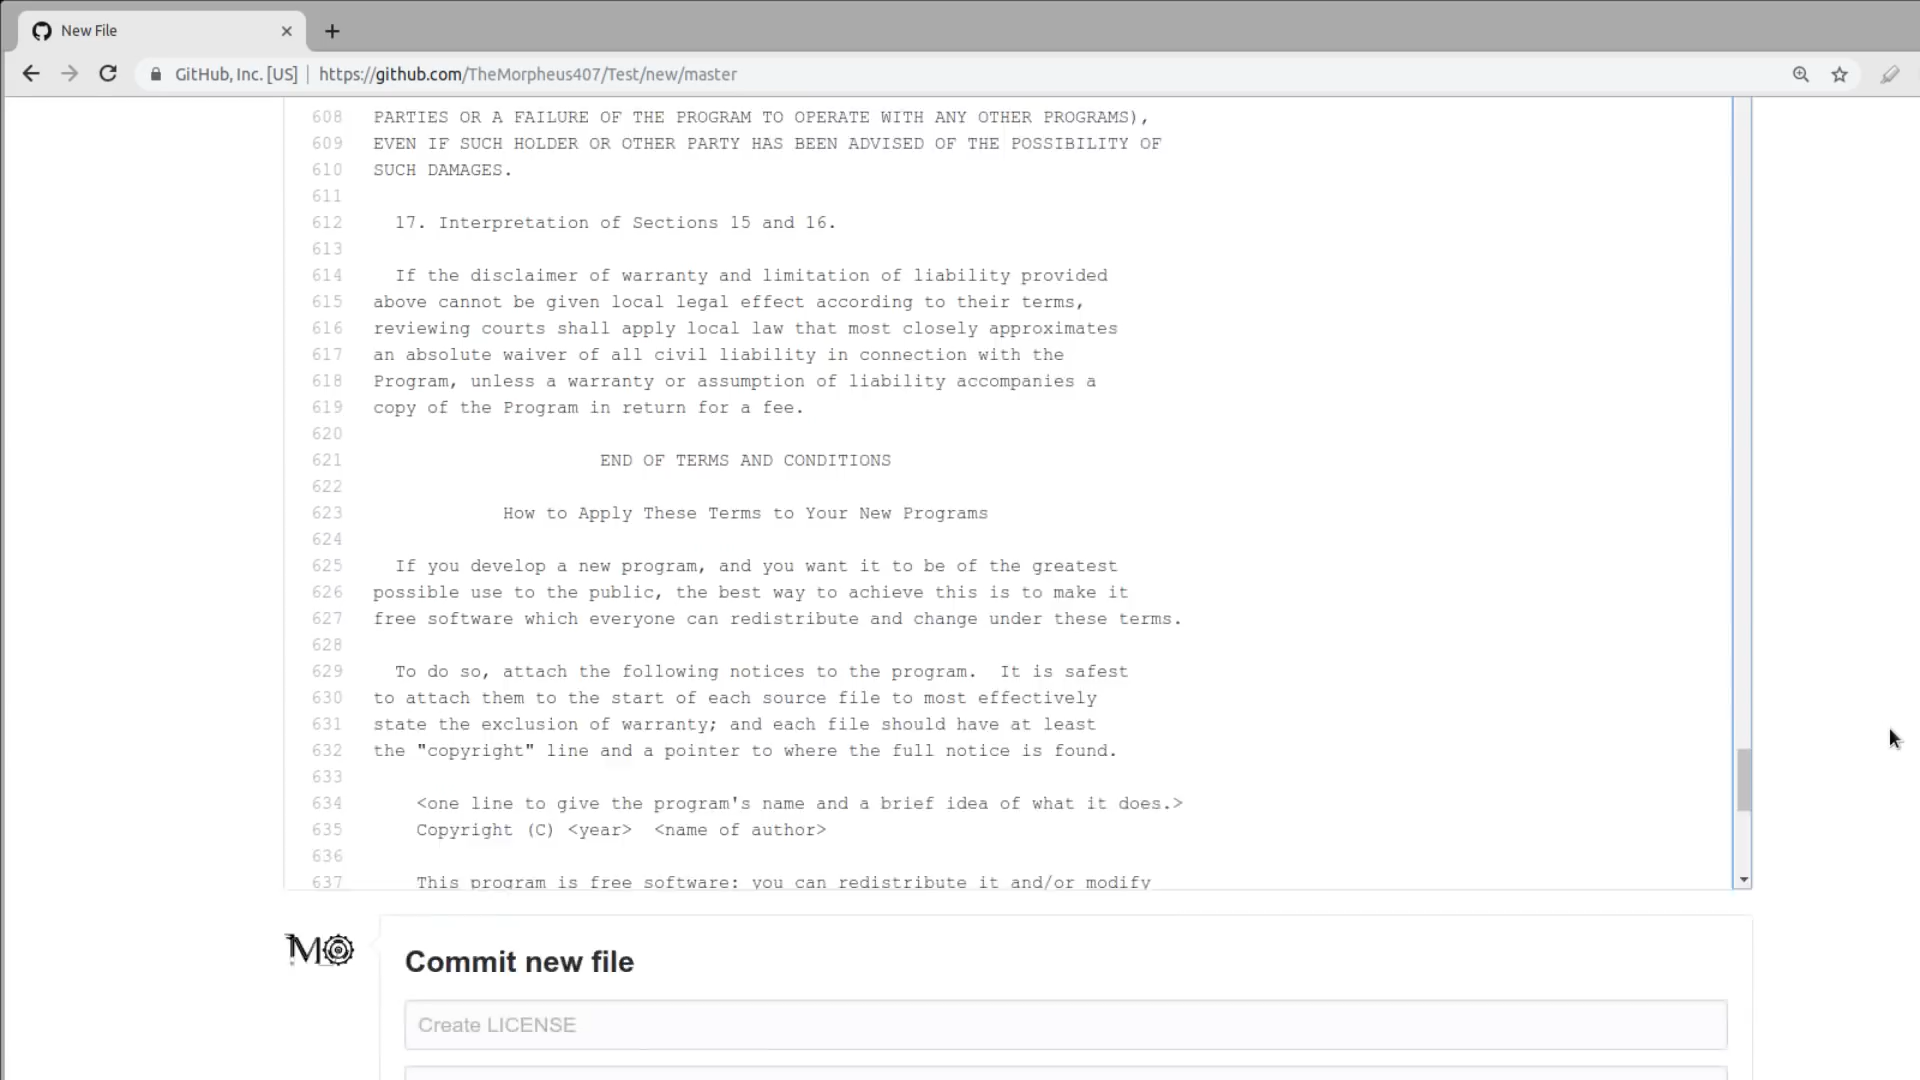 New File
GitHub, Inc. [US] | https://github.com/TheMorpheus407/Test/new/master
608 PARTIES OR A FAILURE OF THE PROGRAM TO OPERATE WITH ANY OTHER PROGRAMS),
609 EVEN IF SUCH HOLDER OR OTHER PARTY HAS BEEN ADVISED OF THE POSSIBILITY OF
610 SUCH DAMAGES.
611
612 17. Interpretation of Sections 15 and 16.
613
614 If the disclaimer of warranty and limitation of liability provided
615 above cannot be given local legal effect according to their terms,
616 reviewing courts shall apply local law that most closely approximates
617 an absolute waiver of all civil liability in connection with the
618 Program, unless a warranty or assumption of liability accompanies a
619 copy of the Program in return for a fee.
620
621 END OF TERMS AND CONDITIONS
622
623 How to Apply These Terms to Your New Programs
624
625 If you develop a new program, and you want it to be of the greatest
626 possible use to the public, the best way to achieve this is to make it
627 free software which everyone can redistribute and change under these terms.
628
629 To do so, attach the following notices to the program.  It is safest
630 to attach them to the start of each source file to most effectively
631 state the exclusion of warranty; and each file should have at least
632 the "copyright" line and a pointer to where the full notice is found.
633
634 <one line to give the program's name and a brief idea of what it does.>
635 Copyright (C) <year>  <name of author>
636
637 This program is free software: you can redistribute it and/or modify
M
Commit new file
Create LICENSE